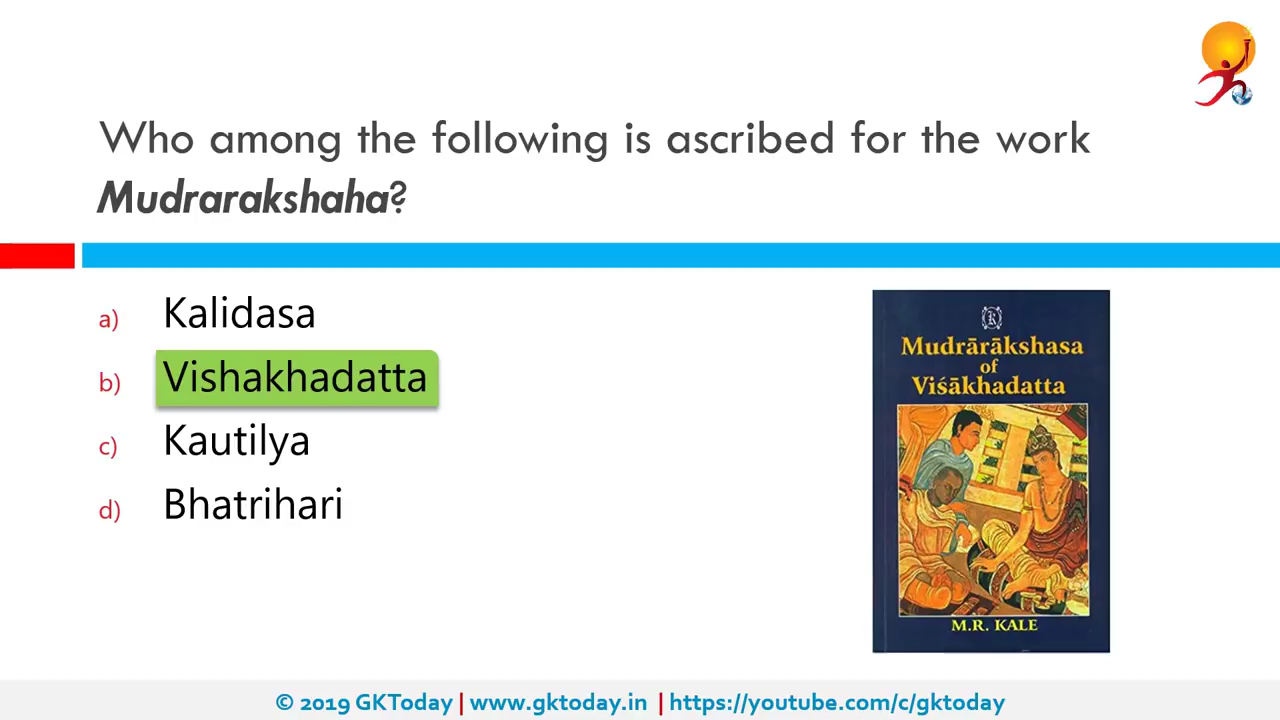 Who among the following is ascribed for the work
Mudrarakshaha?
a) Kalidasa
b) Vishakhadatta
c) Kautilya
d) Bhatrihari
Mudrārākshasa
of
Viśākhadatta
M.R. KALE
© 2019 GKToday | www.gktoday.in | https://youtube.com/c/gktoday